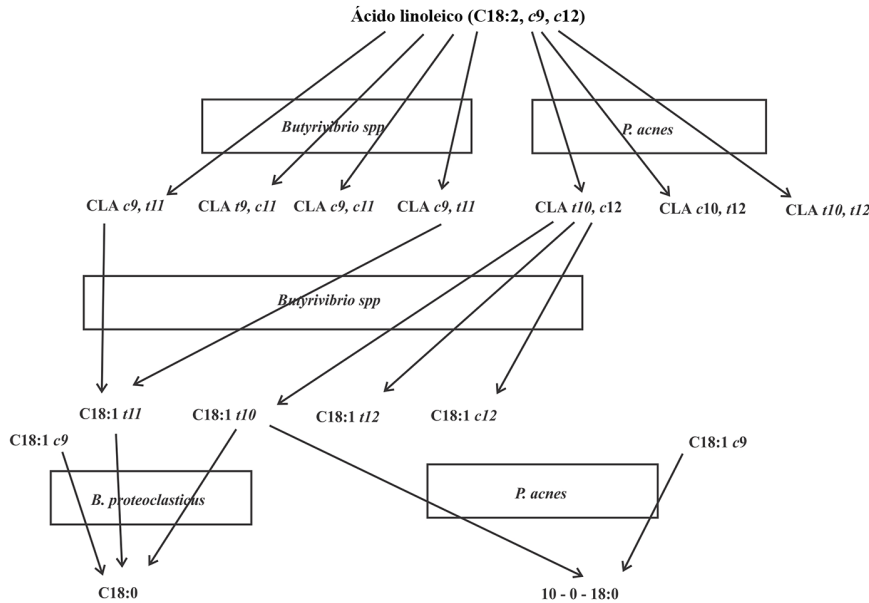 Ácido linoleico (C18:2, c9, c12)
Butyrivibrio spp
P. acnes
CLA c9, t11
CLA t9, c11
CLA c9, c11
CLA c9, t11
CLA t10, c12
CLA c10, t12
CLA t10, t12
Butyrivibrio spp
C18:1 t11
C18:1 t10
C18:1 t12
C18:1 c12
C18:1 c9
C18:1 c9
B. proteoclasticus
P. acnes
C18:0
10 - 0 - 18:0